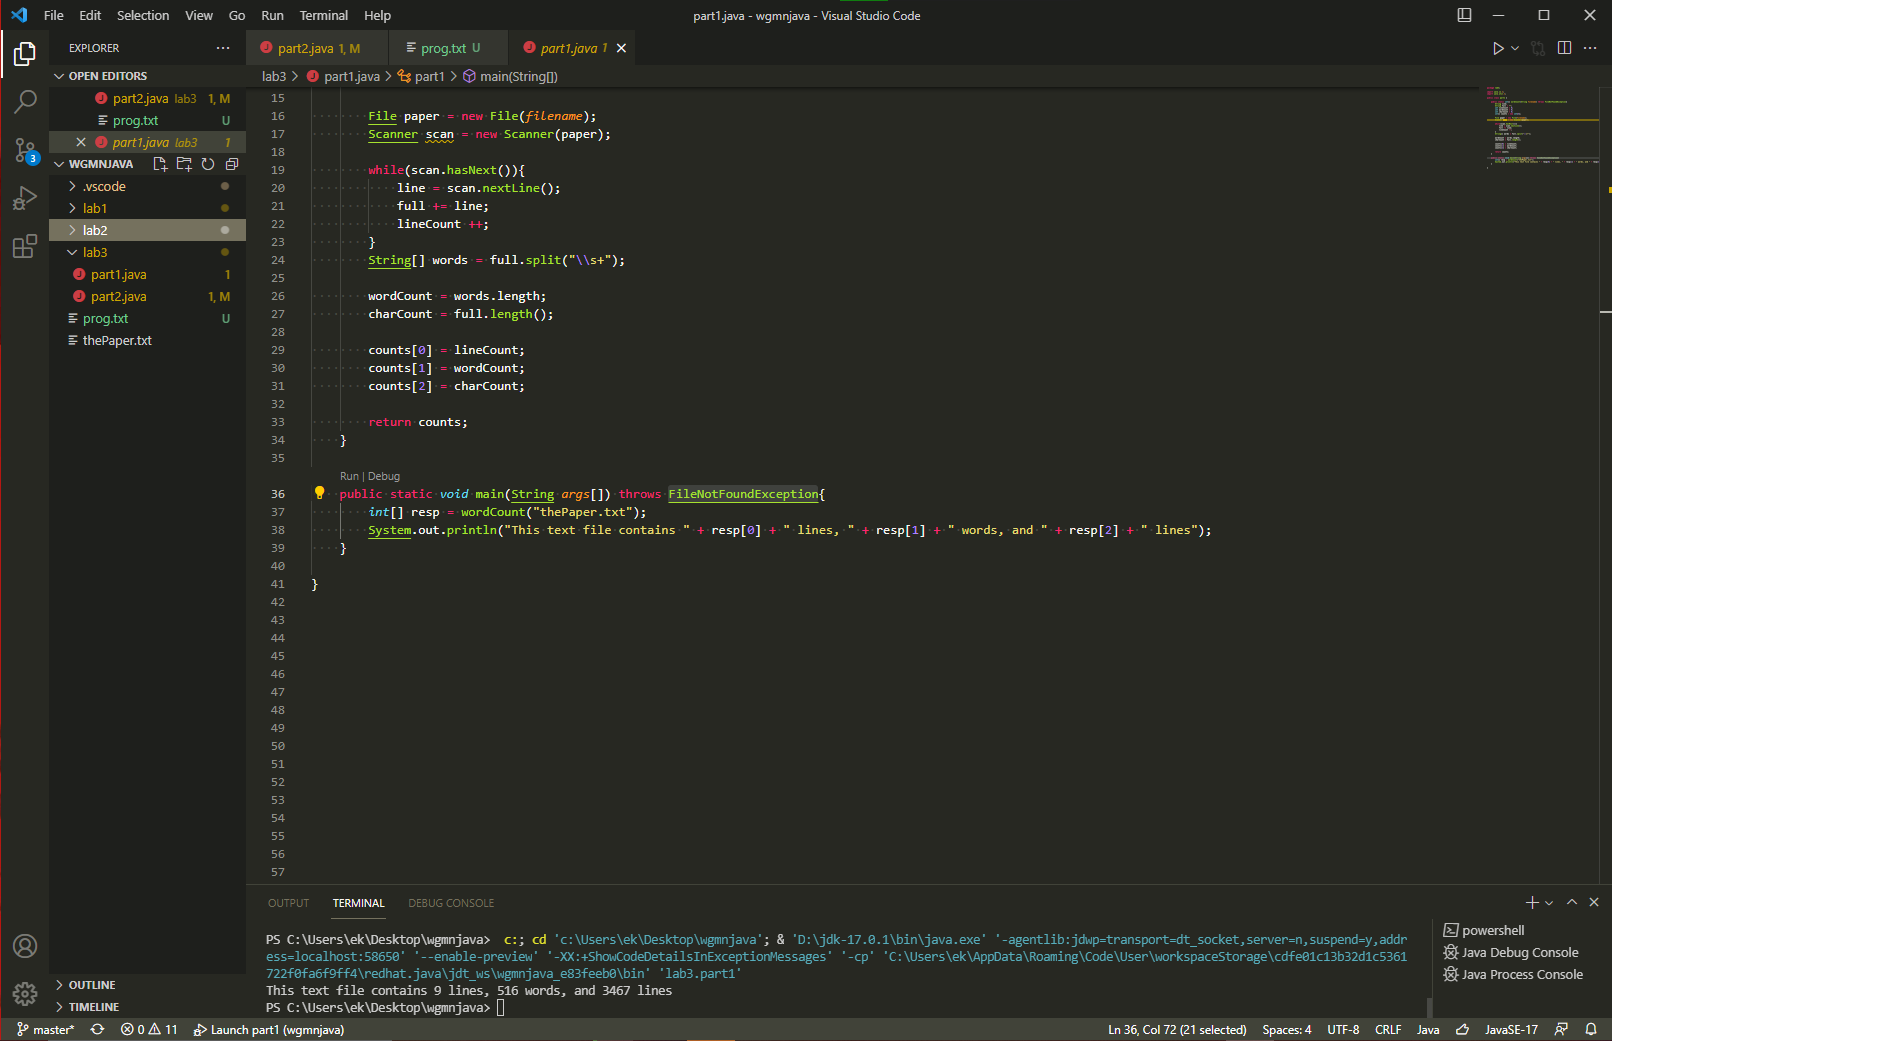 File Edit Selection View Go Run Terminal Help
part1.java - wgmnjava - Visual Studio Code
EXPLORER
OPEN EDITORS
part2.java lab3 1, M
prog.txt U
part1.java lab3 1
WGMNJAVA
.vscode
lab1
lab2
lab3
part1.java 1
part2.java 1, M
prog.txt U
thePaper.txt
OUTLINE
TIMELINE
part2.java 1, M
prog.txt U
part1.java 1
lab3 > part1.java > part1 > main(String[])
15
16 File paper = new File(filename);
17 Scanner scan = new Scanner(paper);
18
19 while(scan.hasNext()){
20 line = scan.nextLine();
21 full += line;
22 lineCount ++;
23 }
24 String[] words = full.split("\\s+");
25
26 wordCount = words.length;
27 charCount = full.length();
28
29 counts[0] = lineCount;
30 counts[1] = wordCount;
31 counts[2] = charCount;
32
33 return counts;
34 }
35
Run | Debug
36 public static void main(String args[]) throws FileNotFoundException{
37 int[] resp = wordCount("thePaper.txt");
38 System.out.println("This text file contains " + resp[0] + " lines, " + resp[1] + " words, and " + resp[2] + " lines");
39 }
40
41 }
42
43
44
45
46
47
48
49
50
51
52
53
54
55
56
57
OUTPUT TERMINAL DEBUG CONSOLE
PS C:\Users\ek\Desktop\wgmnjava> c:; cd 'c:\Users\ek\Desktop\wgmnjava'; & 'D:\jdk-17.0.1\bin\java.exe' '-agentlib:jdwp=transport=dt_socket,server=n,suspend=y,addr
ess=localhost:58650' '--enable-preview' '-XX:+ShowCodeDetailsInExceptionMessages' '-cp' 'C:\Users\ek\AppData\Roaming\Code\User\workspaceStorage\cdfe01c13b32d1c5361
722f0fa6f9ff4\redhat.java\jdt_ws\wgmnjava_e83feeb0\bin' 'lab3.part1'
This text file contains 9 lines, 516 words, and 3467 lines
PS C:\Users\ek\Desktop\wgmnjava>
powershell
Java Debug Console
Java Process Console
3
master* 0 11 Launch part1 (wgmnjava)
Ln 36, Col 72 (21 selected) Spaces: 4 UTF-8 CRLF Java JavaSE-17